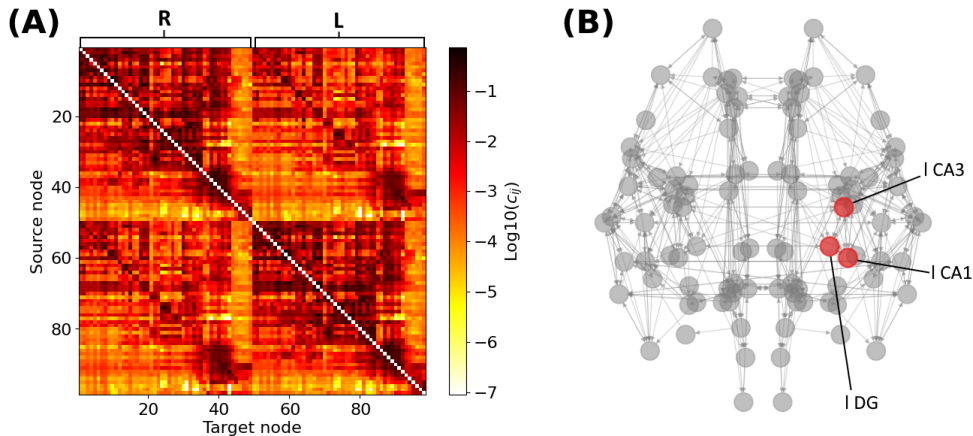 (A)
R
L
20
40
60
80
Source node
20
40
60
80
Target node
−1
−2
−3
−4
−5
−6
−7
Log10(cij)
(B)
l CA3
l CA1
l DG